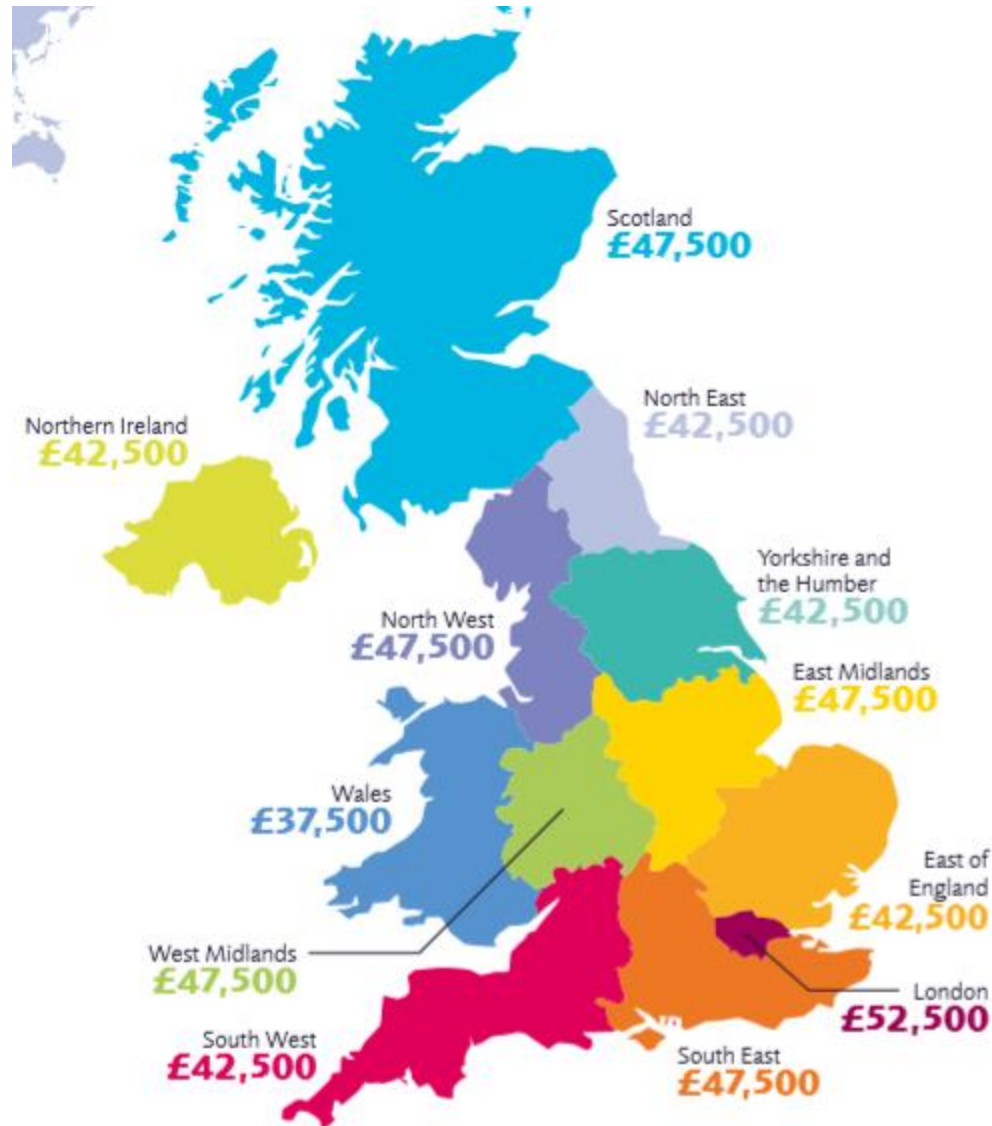 Scotland
£47,500
North East
£42,500
Northern Ireland
£42,500
Yorkshire and
the Humber
£42,500
North West
£47,500
East Midlands
£47,500
Wales
£37,500
East of
England
£42,500
West Midlands
£47,500
London
£52,500
South West
£42,500
South East
£47,500